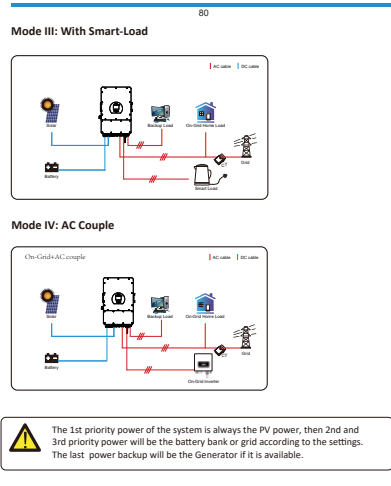 80
Mode III: With Smart-Load
AC cable DC cable
Solar
Backup Load
On-Grid Home Load
CT
Grid
Battery
Smart Load
Mode IV: AC Couple
On-Grid+AC couple
AC cable DC cable
Solar
Backup Load
On-Grid Home Load
CT
Grid
Battery
On-Grid Inverter
The 1st priority power of the system is always the PV power, then 2nd and
3rd priority power will be the battery bank or grid according to the settings.
The last power backup will be the Generator if it is available.